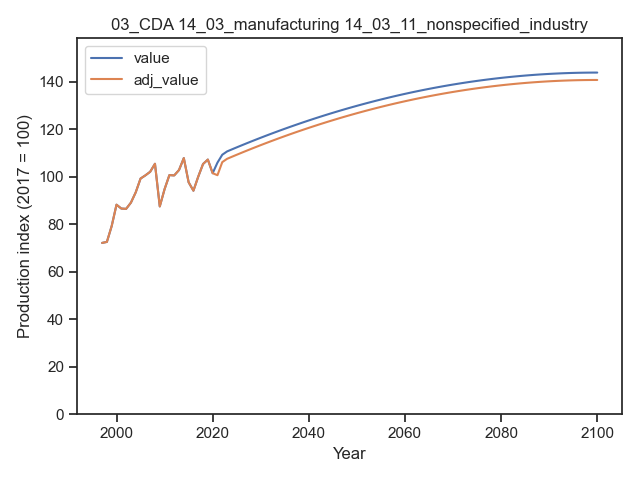 03_CDA 14_03_manufacturing 14_03_11_nonspecified_industry
value
adj_value
Production index (2017 = 100)
140
120
100
80
60
40
20
0
2000 2020 2040 2060 2080 2100
Year